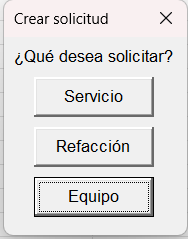 Crear solicitud
¿Qué desea solicitar?
Servicio
Refacción
Equipo